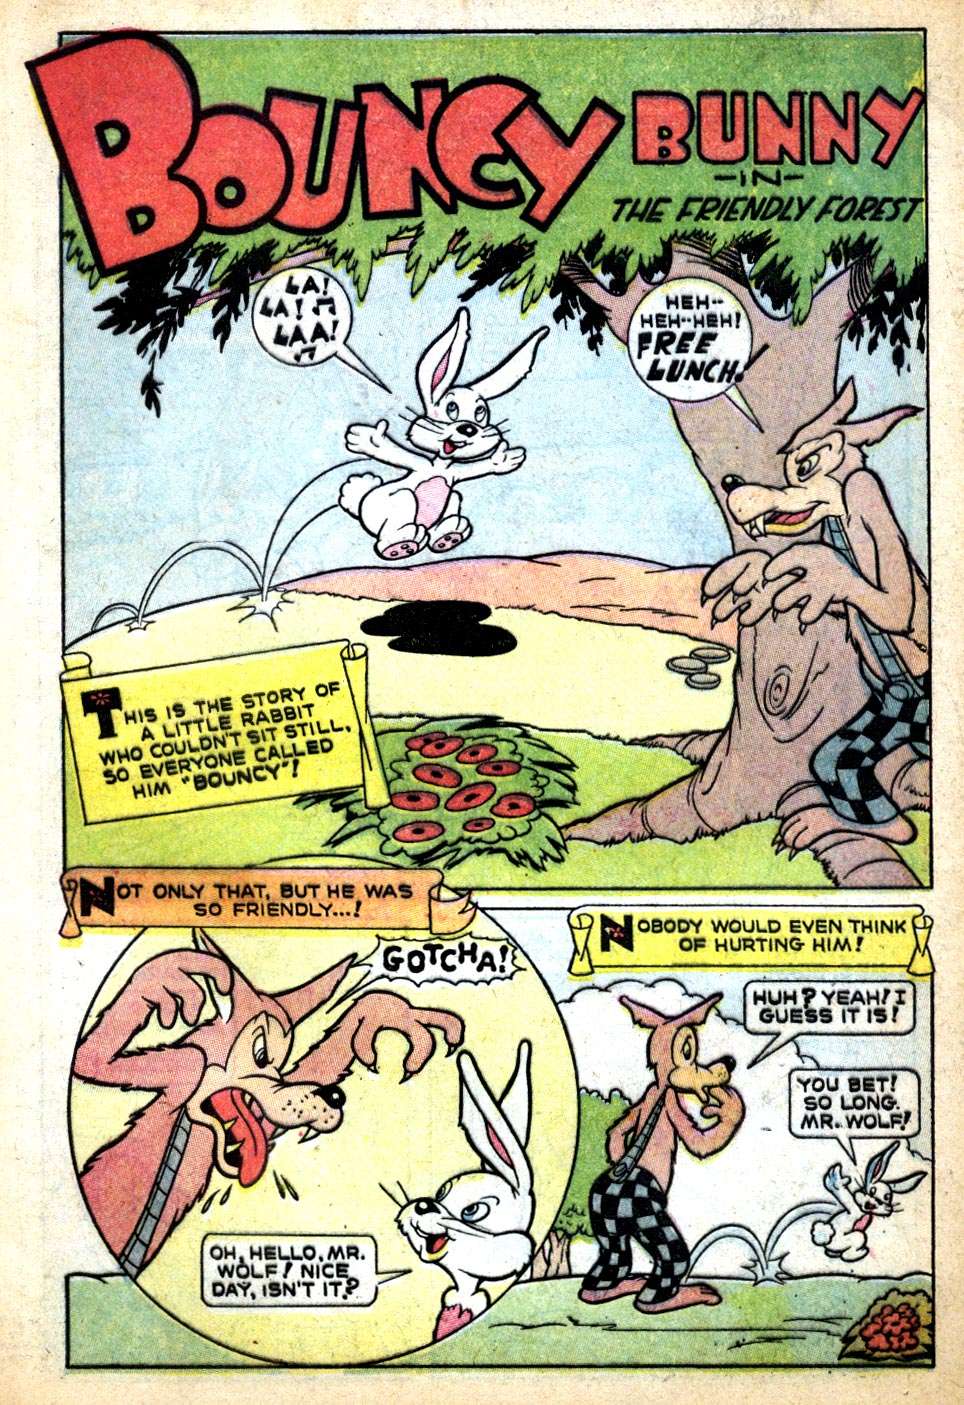 BOUNCY BUNNY
-IN-
THE FRIENDLY FOREST
LA!
LA! ♫
LAA!
♫
HEH--
HEH--HEH!
FREE
LUNCH!
THIS IS THE STORY OF
A LITTLE RABBIT
WHO COULDN'T SIT STILL,
SO EVERYONE CALLED
HIM "BOUNCY"!
NOT ONLY THAT, BUT HE WAS
SO FRIENDLY...!
GOTCHA!
OH, HELLO, MR.
WOLF! NICE
DAY, ISN'T IT?
NOBODY WOULD EVEN THINK
OF HURTING HIM!
HUH? YEAH! I
GUESS IT IS!
YOU BET!
SO LONG,
MR. WOLF!